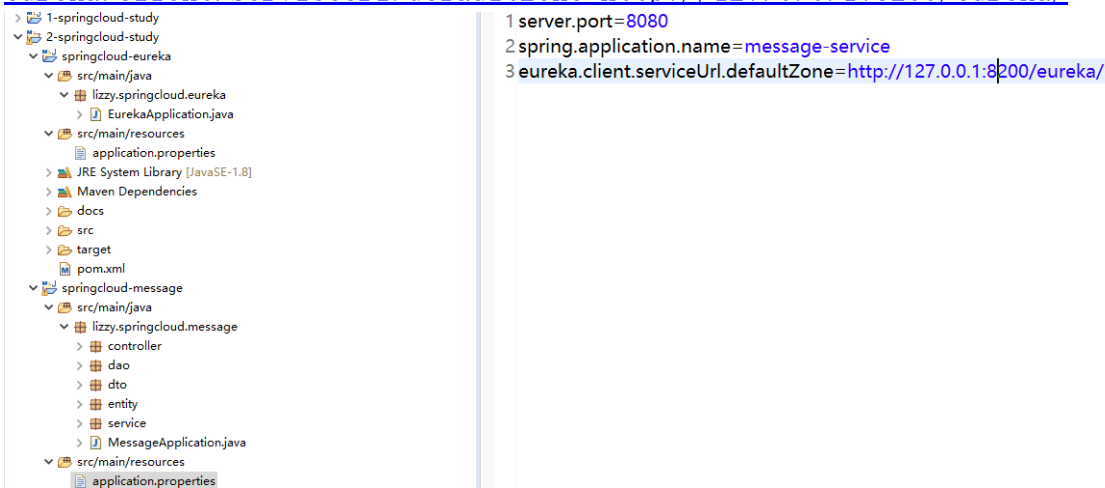 1-springcloud-study
2-springcloud-study
springcloud-eureka
src/main/java
lizzy.springcloud.eureka
EurekaApplication.java
src/main/resources
application.properties
JRE System Library [JavaSE-1.8]
Maven Dependencies
docs
src
target
pom.xml
springcloud-message
src/main/java
lizzy.springcloud.message
controller
dao
dto
entity
service
MessageApplication.java
src/main/resources
application.properties
1 server.port=8080
2 spring.application.name=message-service
3 eureka.client.serviceUrl.defaultZone=http://127.0.0.1:8200/eureka/